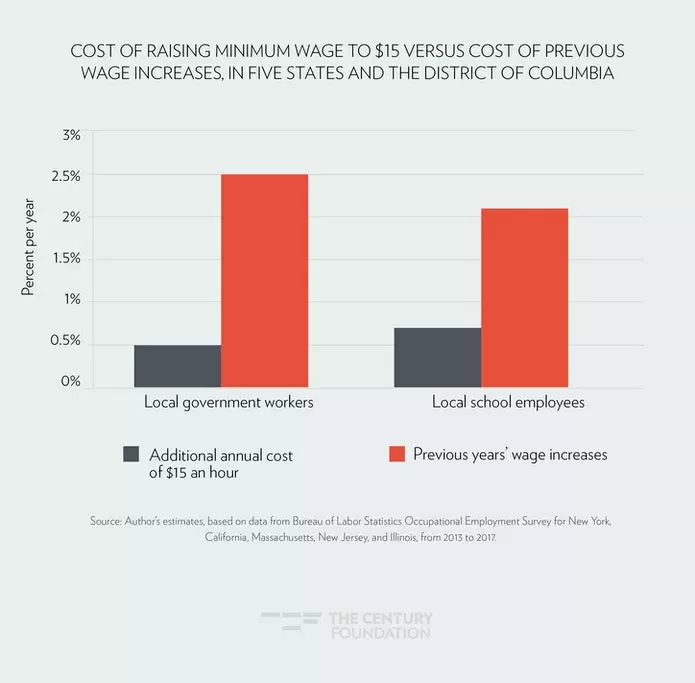 COST OF RAISING MINIMUM WAGE TO $15 VERSUS COST OF PREVIOUS
WAGE INCREASES, IN FIVE STATES AND THE DISTRICT OF COLUMBIA
3%
2.5%
2%
1.5%
1%
0.5%
0%
Percent per year
Local government workers
Local school employees
Additional annual cost
of $15 an hour
Previous years’ wage increases
Source: Author’s estimates, based on data from Bureau of Labor Statistics Occupational Employment Survey for New York,
California, Massachusetts, New Jersey, and Illinois, from 2013 to 2017.
THE CENTURY
FOUNDATION